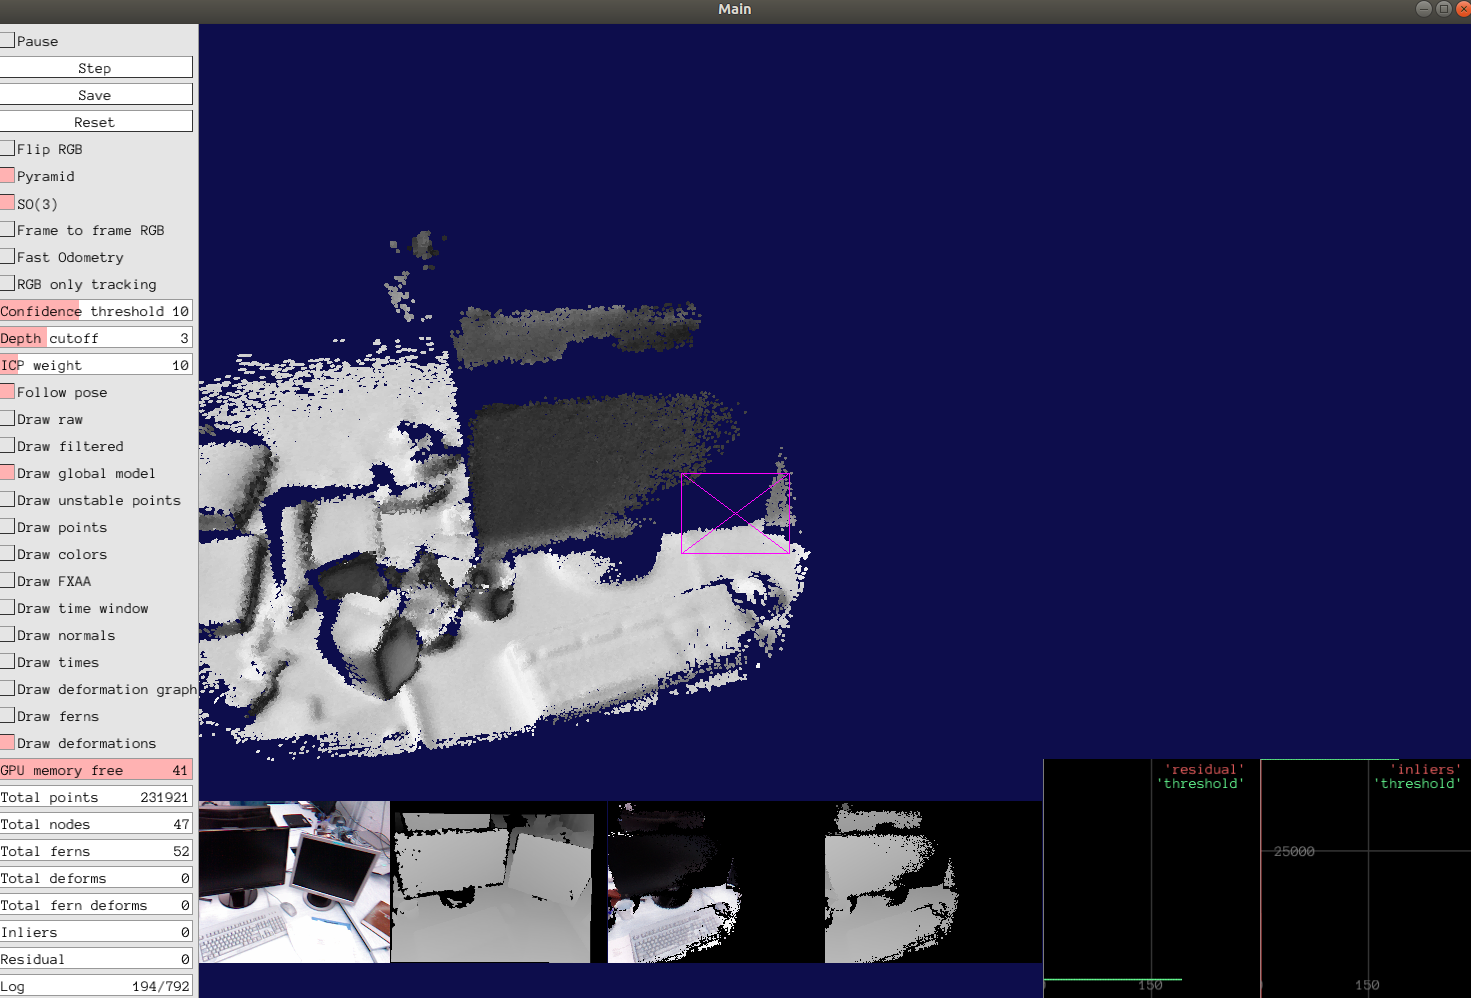 Main
Pause
Step
Save
Reset
Flip RGB
Pyramid
SO(3)
Frame to frame RGB
Fast Odometry
RGB only tracking
Confidence threshold 10
Depth cutoff 3
ICP weight 10
Follow pose
Draw raw
Draw filtered
Draw global model
Draw unstable points
Draw points
Draw colors
Draw FXAA
Draw time window
Draw normals
Draw times
Draw deformation graph
Draw ferns
Draw deformations
GPU memory free 41
Total points 231921
Total nodes 47
Total ferns 52
Total deforms 0
Total fern deforms 0
Inliers 0
Residual 0
Log 194/792
'residual'
'threshold'
150
'inliers'
'threshold'
25000
150